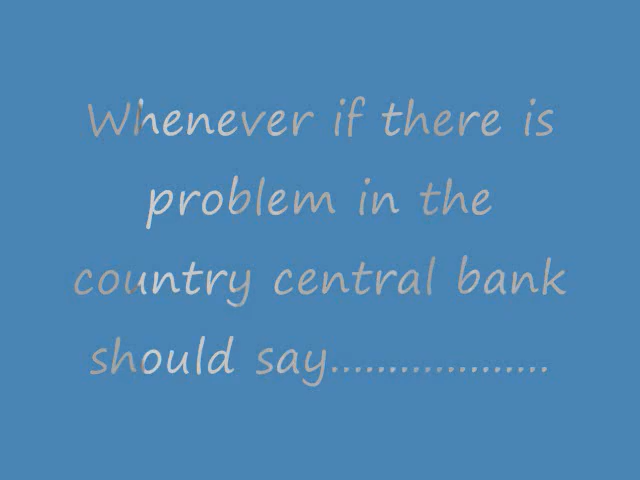 Whenever if there is
problem in the
country central bank
should say...................